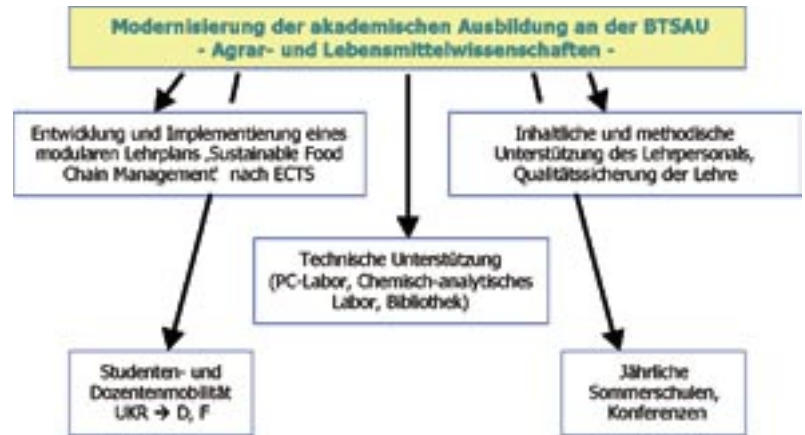 Modernisierung der akademischen Ausbildung an der BTSAU
- Agrar- und Lebensmittelwissenschaften -
Entwicklung und Implementierung eines
modularen Lehrplans „Sustainable Food
Chain Management“ nach ECTS
Inhaltliche und methodische
Unterstützung des Lehrpersonals,
Qualitätssicherung der Lehre
Technische Unterstützung
(PC-Labor, Chemisch-analytisches
Labor, Bibliothek)
Studenten- und
Dozentenmobilität
UKR → D, F
Jährliche
Sommerschulen,
Konferenzen